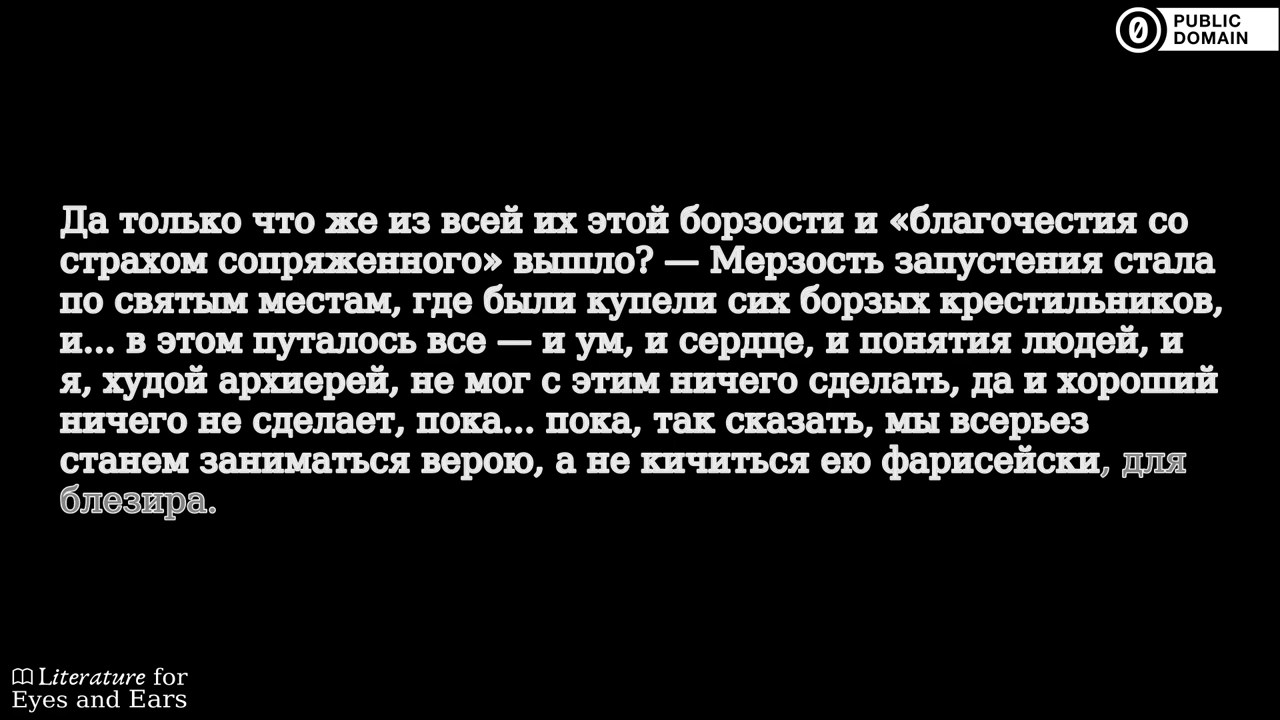 PUBLIC
DOMAIN
Да только что же из всей их этой борзости и «благочестия со
страхом сопряженного» вышло? — Мерзость запустения стала
по святым местам, где были купели сих борзых крестильников,
и... в этом путалось все — и ум, и сердце, и понятия людей, и
я, худой архиерей, не мог с этим ничего сделать, да и хороший
ничего не сделает, пока... пока, так сказать, мы всерьез
станем заниматься верою, а не кичиться ею фарисейски, для
блезира.
Literature for
Eyes and Ears